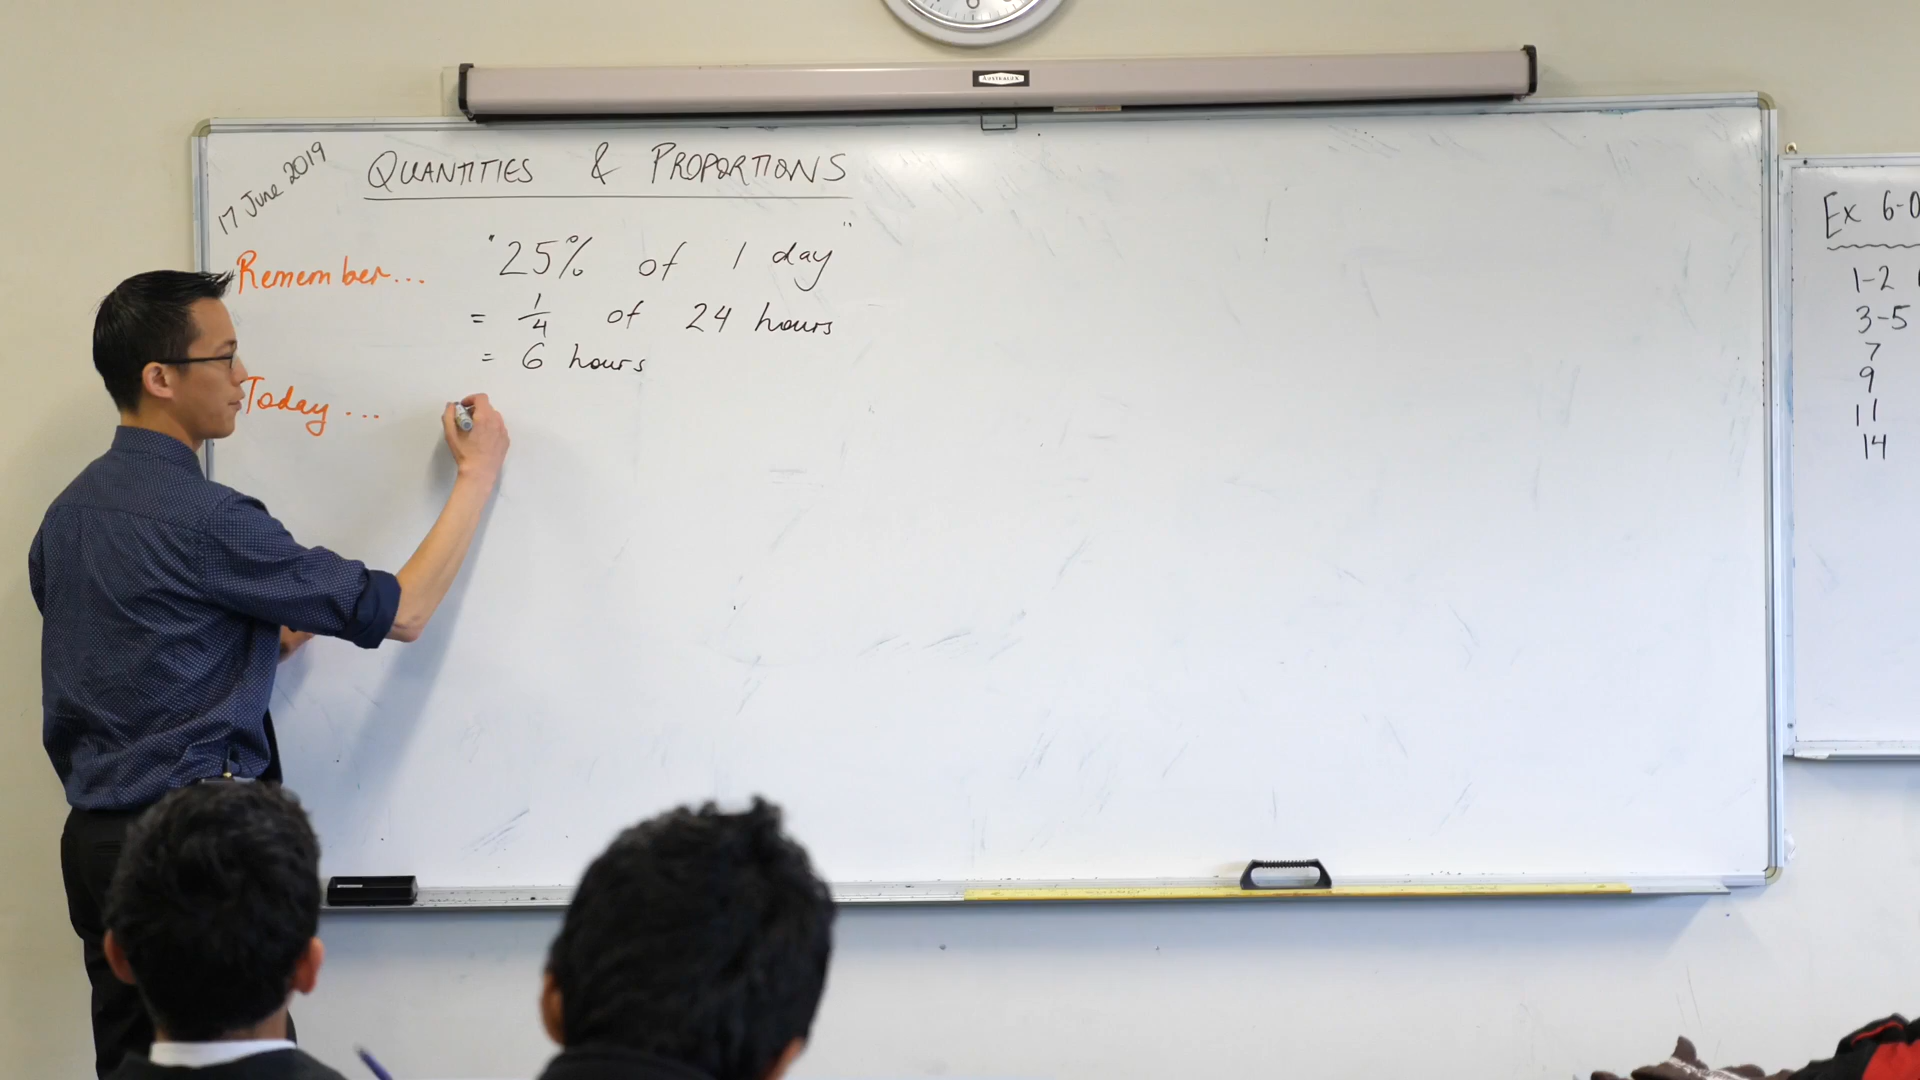 17 June 2019
QUANTITIES & PROPORTIONS
Remember...
"25% of 1 day"
= 1/4 of 24 hours
= 6 hours
Today...
Ex 6-0
1-2
3-5
7
9
11
14